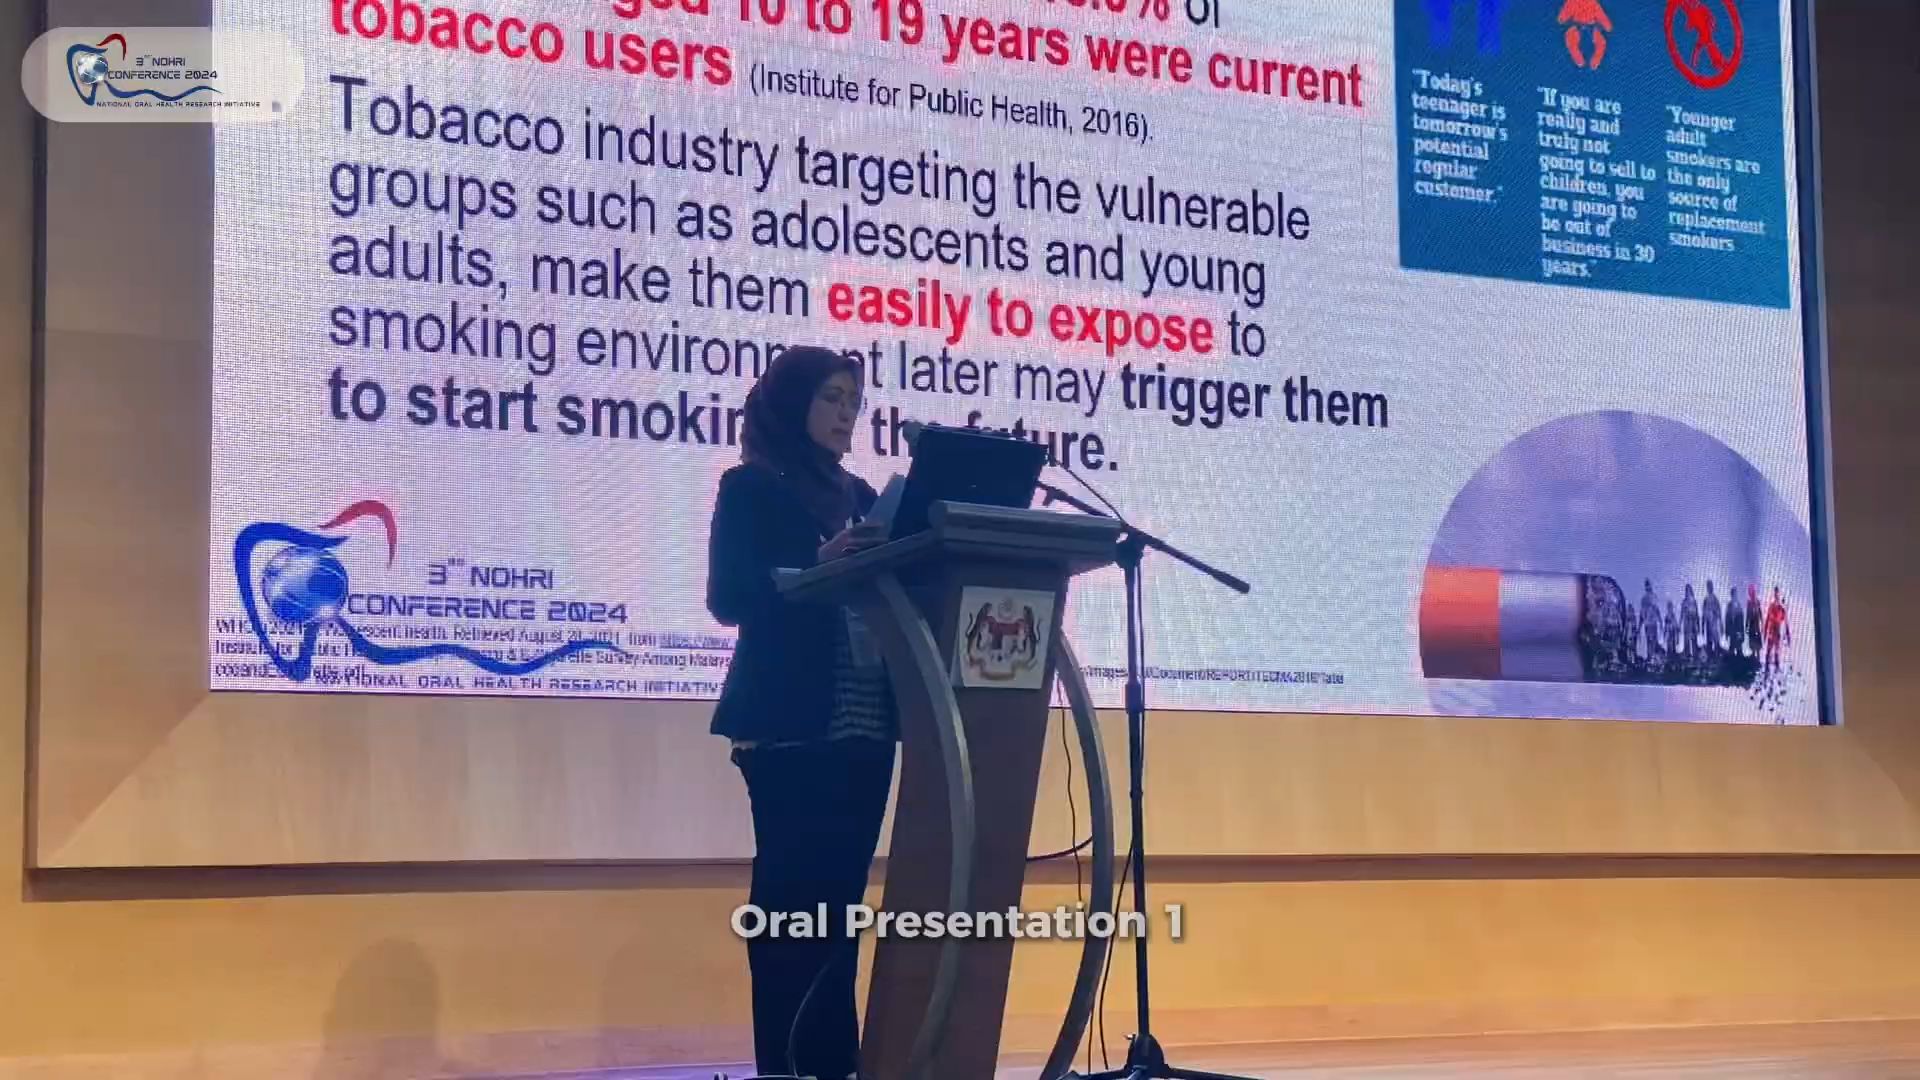 3RD NOHRI
CONFERENCE 2024
NATIONAL ORAL HEALTH RESEARCH INITIATIVE
10 to 19 years were current
tobacco users (Institute for Public Health, 2016).
Tobacco industry targeting the vulnerable
groups such as adolescents and young
adults, make them easily to expose to
smoking later may trigger them
to start the future.
"Today's
teenager is
tomorrow's
potential
regular
customer."
"If you are
really and
truly not
going to sell to
children, you
are going to
be out of
business in 30
years."
"Younger
adult
smokers are
the only
source of
replacement
smokers
3RD NOHRI
CONFERENCE 2024
NATIONAL ORAL HEALTH RESEARCH INITIATIVE
Oral Presentation 1